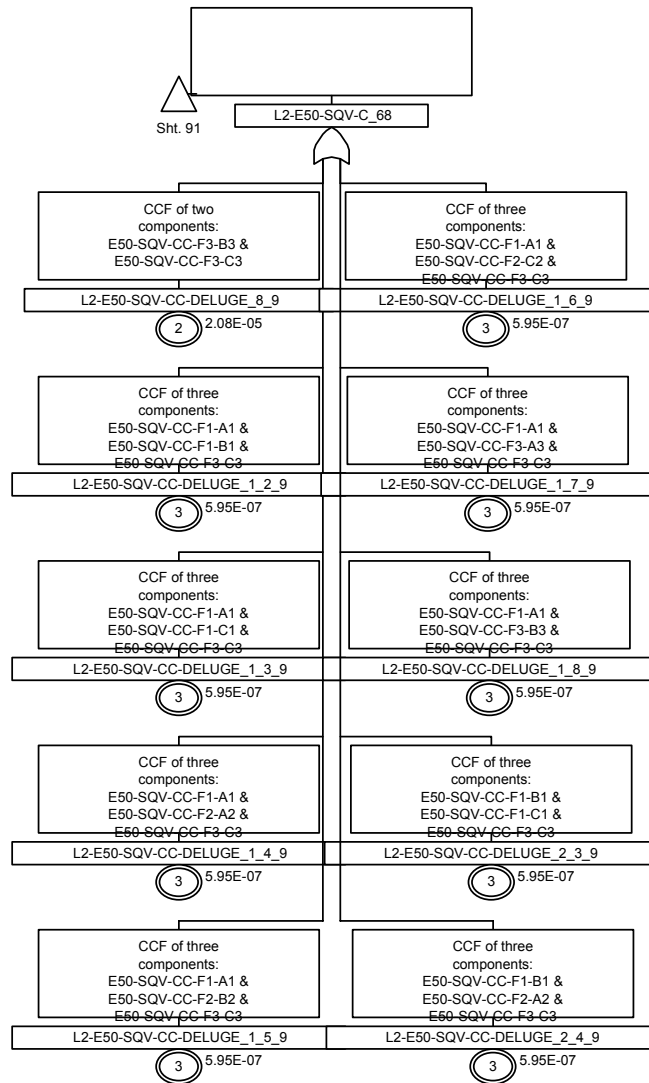 Sht. 91
L2-E50-SQV-C_68
CCF of two
components:
E50-SQV-CC-F3-B3 &
E50-SQV-CC-F3-C3
L2-E50-SQV-CC-DELUGE_8_9
2
2.08E-05
CCF of three
components:
E50-SQV-CC-F1-A1 &
E50-SQV-CC-F2-C2 &
E50-SQV-CC-F3-C3
L2-E50-SQV-CC-DELUGE_1_6_9
3
5.95E-07
CCF of three
components:
E50-SQV-CC-F1-A1 &
E50-SQV-CC-F1-B1 &
E50-SQV-CC-F3-C3
L2-E50-SQV-CC-DELUGE_1_2_9
3
5.95E-07
CCF of three
components:
E50-SQV-CC-F1-A1 &
E50-SQV-CC-F3-A3 &
E50-SQV-CC-F3-C3
L2-E50-SQV-CC-DELUGE_1_7_9
3
5.95E-07
CCF of three
components:
E50-SQV-CC-F1-A1 &
E50-SQV-CC-F1-C1 &
E50-SQV-CC-F3-C3
L2-E50-SQV-CC-DELUGE_1_3_9
3
5.95E-07
CCF of three
components:
E50-SQV-CC-F1-A1 &
E50-SQV-CC-F3-B3 &
E50-SQV-CC-F3-C3
L2-E50-SQV-CC-DELUGE_1_8_9
3
5.95E-07
CCF of three
components:
E50-SQV-CC-F1-A1 &
E50-SQV-CC-F2-A2 &
E50-SQV-CC-F3-C3
L2-E50-SQV-CC-DELUGE_1_4_9
3
5.95E-07
CCF of three
components:
E50-SQV-CC-F1-B1 &
E50-SQV-CC-F1-C1 &
E50-SQV-CC-F3-C3
L2-E50-SQV-CC-DELUGE_2_3_9
3
5.95E-07
CCF of three
components:
E50-SQV-CC-F1-A1 &
E50-SQV-CC-F2-B2 &
E50-SQV-CC-F3-C3
L2-E50-SQV-CC-DELUGE_1_5_9
3
5.95E-07
CCF of three
components:
E50-SQV-CC-F1-B1 &
E50-SQV-CC-F2-A2 &
E50-SQV-CC-F3-C3
L2-E50-SQV-CC-DELUGE_2_4_9
3
5.95E-07